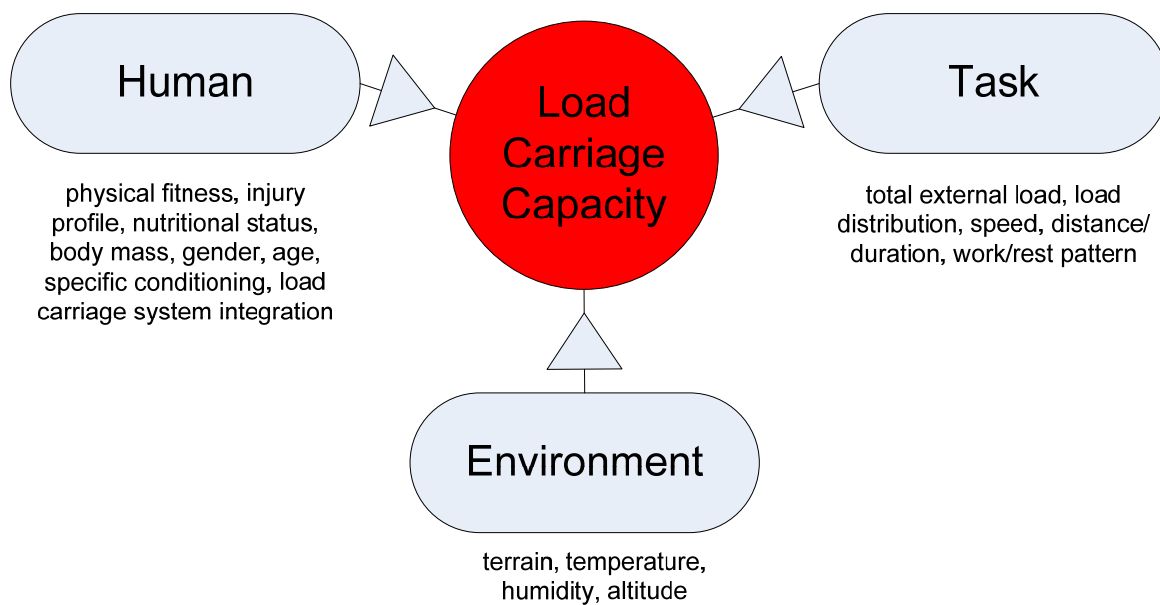 Human
physical fitness, injury
profile, nutritional status,
body mass, gender, age,
specific conditioning, load
carriage system integration
Load
Carriage
Capacity
Task
total external load, load
distribution, speed, distance/
duration, work/rest pattern
Environment
terrain, temperature,
humidity, altitude